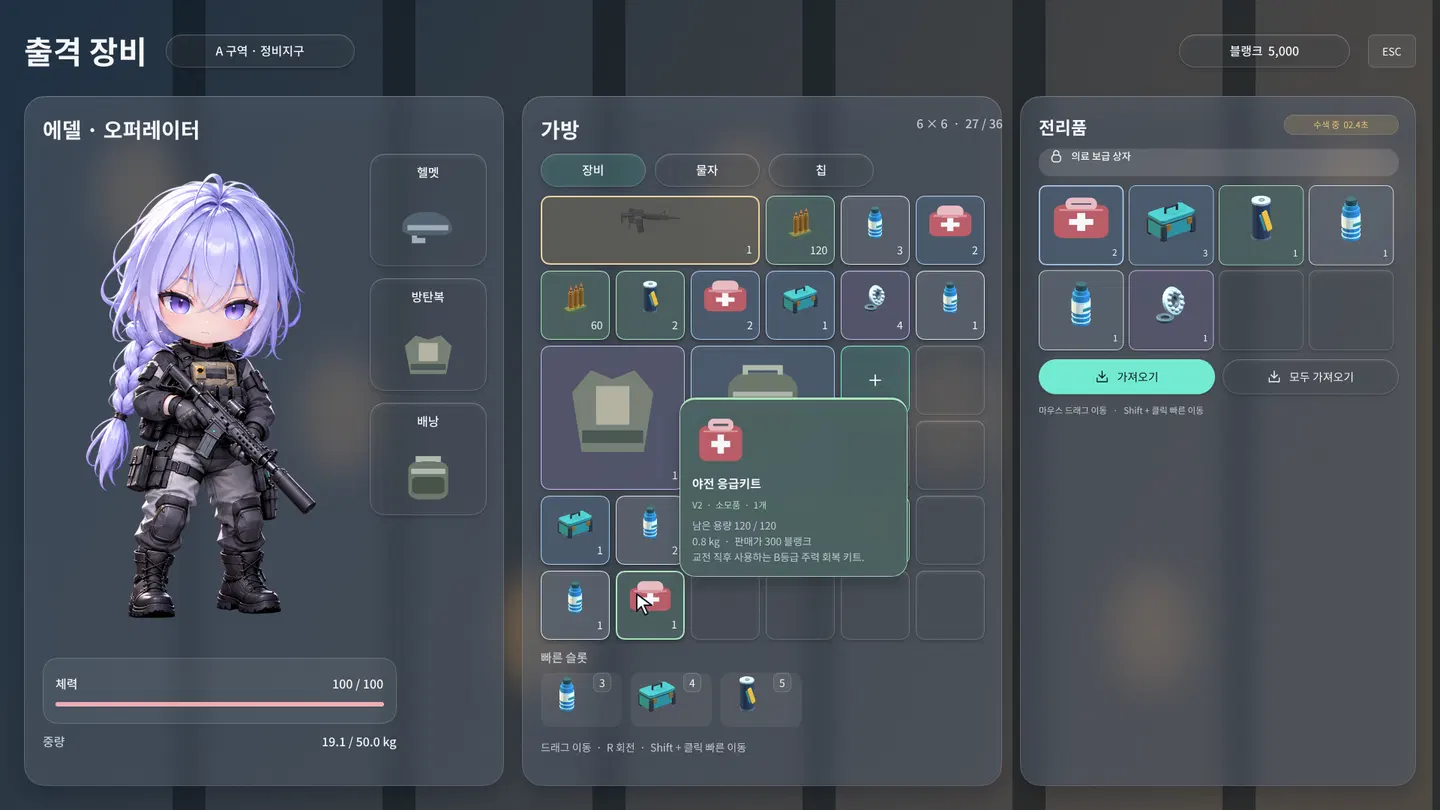 출격 장비
A 구역 · 정비지구
블랭크 5,000
ESC
에델 · 오퍼레이터
헬멧
방탄복
배낭
체력
100 / 100
중량
19.1 / 50.0 kg
가방
6 × 6 · 27 / 36
장비
물자
칩
1
120
3
2
60
2
2
1
4
1
+
1
야전 응급키트
V2 · 소모품 · 1개
남은 용량 120 / 120
0.8 kg · 판매가 300 블랭크
교전 직후 사용하는 B등급 주력 회복 키트.
1
2
1
1
빠른 슬롯
3
4
5
드래그 이동 · R 회전 · Shift + 클릭 빠른 이동
전리품
수색 중 02.4초
의료 보급 상자
2
3
1
1
1
1
가져오기
모두 가져오기
마우스 드래그 이동 · Shift + 클릭 빠른 이동